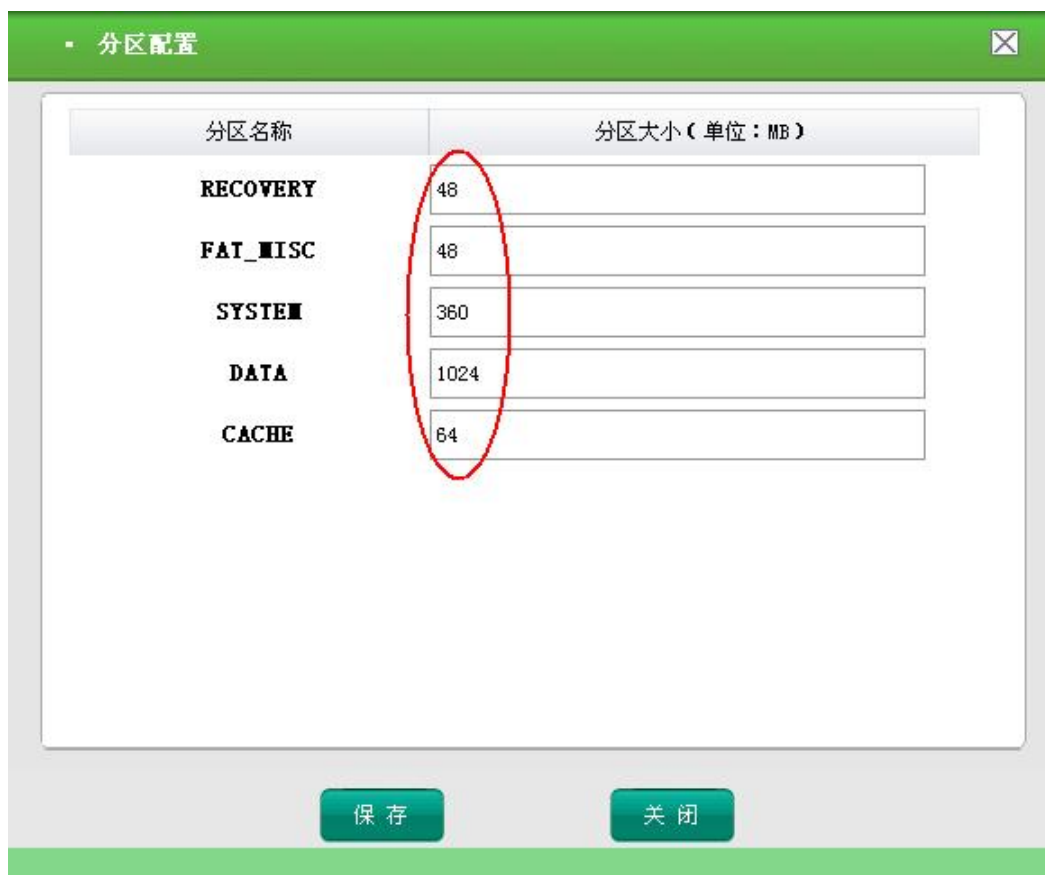 分区配置
分区名称 分区大小(单位:MB)
RECOVERY 48
FAT_MISC 48
SYSTEM 360
DATA 1024
CACHE 64
保存 关闭